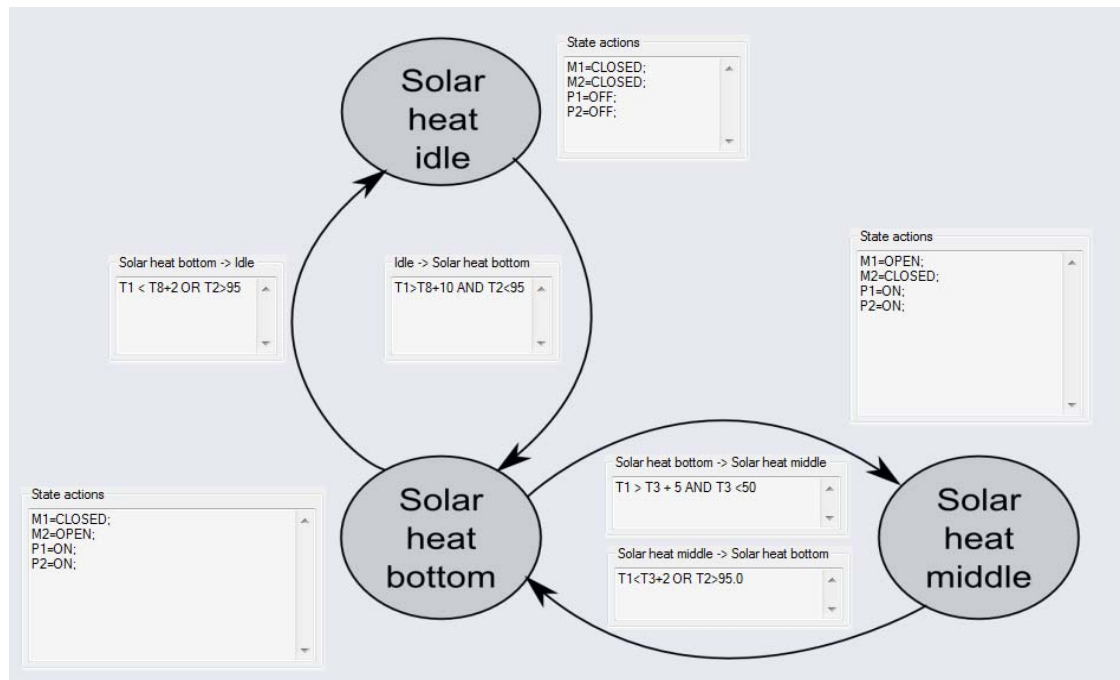 State actions
M1=CLOSED;
M2=CLOSED;
P1=OFF;
P2=OFF;
Solar
heat
idle
Solar heat bottom -> Idle
T1 < T8+2 OR T2>95
Idle -> Solar heat bottom
T1>T8+10 AND T2<95
State actions
M1=OPEN;
M2=CLOSED;
P1=ON;
P2=ON;
State actions
M1=CLOSED;
M2=OPEN;
P1=ON;
P2=ON;
Solar
heat
bottom
Solar heat bottom -> Solar heat middle
T1 > T3 + 5 AND T3 <50
Solar heat middle -> Solar heat bottom
T1<T3+2 OR T2>95.0
Solar
heat
middle